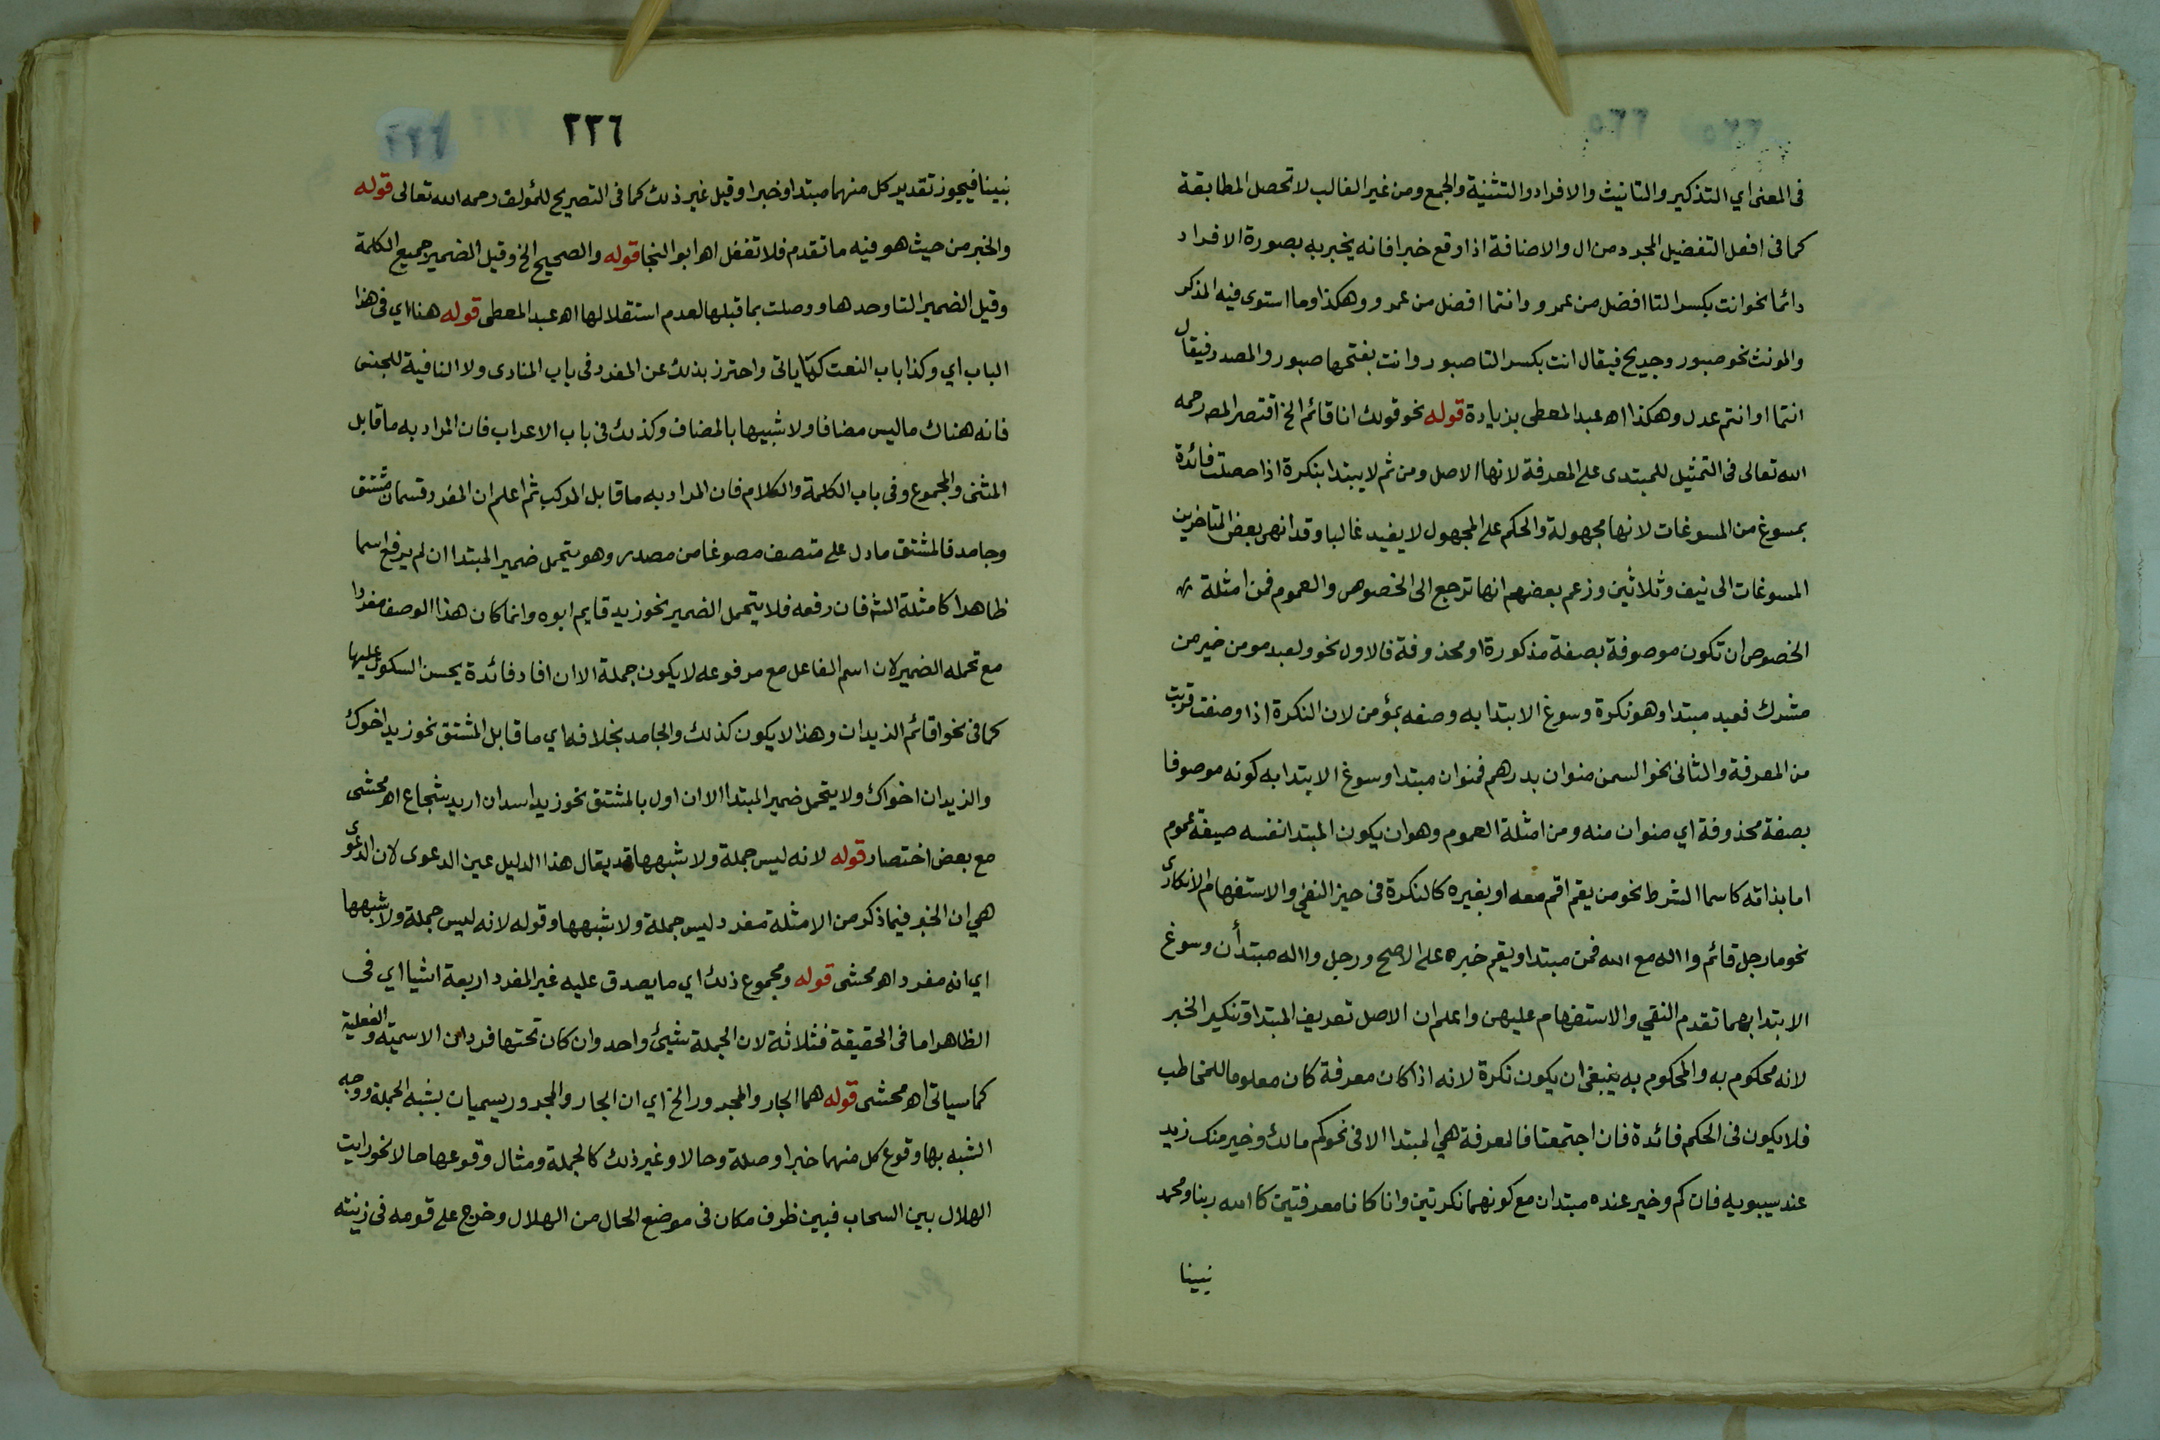 في المعنى اي التذكير والتانيث والافراد والتثنية والجمع ومن غير الغالب لا تحصل المطابقة
كما في افعل التفضيل المجرد من ال والاضافة اذا وقع خبرا فانه يخبر به بصورة الافراد
دائما نحو انت بكسر التا افضل من عمرو وانتما افضل من عمرو وهكذا وما استوى فيه المذكر
والمونث نحو صبور وجريح فيقال انت بكسر التا صبور وانت بفتحها صبور والمصدر فيقال
انتما او انتم عدل وهكذا اه عبد المعطى بزيادة قوله نحو قولك انا قائم الخ اقتصر المص رحمه
الله تعالى في التمثيل للمبتدى على المعرفة لانها الاصل ومن ثم لا يبتدا بنكرة اذا حصلت فائدة
بمسوغ من المسوغات لانها مجهولة والحكم على المجهول لا يفيد غالبا وقد انهى بعض المتاخرين
المسوغات الى نيف وثلاثين وزعم بعضهم انها ترجع الى الخصوص والعموم فمن امثلة
الخصوص ان تكون موصوفة بصفة مذكورة او محذوفة فالاول نحو ولعبد مومن خير من
مشرك فعبد مبتدا وهو نكرة وسوغ الابتدا به وصفه بمؤمن لان النكرة اذا وصفت قربت
من المعرفة والثانى نحو السمن منوان بدرهم فمنوان مبتدا وسوغ الابتدا به كونه موصوفا
بصفة محذوفة اي منوان منه ومن امثلة العموم وهو ان يكون المبتدا نفسه صيغة عموم
اما بذاته كاسما الشرط نحو من يقم اقم معه او بغيره كالنكرة في حيز النفي والاستفهام الانكارى
نحو ما رجل قائم واله مع الله فمن مبتدا ويقم خبره على الاصح ورجل واله مبتدأن وسوغ
الابتدا بهما تقدم النفي والاستفهام عليهن واعلم ان الاصل تعريف المبتدا وتنكير الخبر
لانه محكوم به والمحكوم به ينبغى ان يكون نكرة لانه اذا كان معرفة كان معلوما للمخاطب
فلا يكون في الحكم فائدة فان اجتمعتا فالمعرفة هي المبتدا الا في نحو كم مالك وخير منك زيد
عند سيبويه فان كم وخير عنده مبتدان مع كونهما نكرتين وانا كانا معرفتين كالله ربنا ومحمد
نبينا
٣٣٦
نبينا فيجوز تقدير كل منهما مبتدا وخبرا وقيل غير ذلك كما في التصريح للمؤلف رحمه الله تعالى قوله
والخبر من حيث هو فيه ما تقدم فلا تغفل اه ابو النجا قوله والصحيح الخ وقيل الضمير جميع الكلمة
وقيل الضمير التا وحدها ووصلت بما قبلها لعدم استقلالها اه عبد المعطى قوله هنا اي في هذا
الباب اي وكذا باب النعت كما ياتى واحترز بذلك عن المفرد في باب المنادى ولا النافية للجنس
فانه هناك ما ليس مضافا ولا شبيها بالمضاف وكذلك في باب الاعراب فان المراد به ما قابل
المثنى والمجموع وفي باب الكلمة والكلام فان المراد به ما قابل المركب ثم اعلم ان المفرد قسمان مشتق
وجامد فالمشتق ما دل على متصف مصوغا من مصدر وهو يتحمل ضمير المبتدا ان لم يرفع اسما
ظاهرا كامثلة الش فان رفعه فلا يتحمل الضمير نحو زيد قايم ابوه وانما كان هذا الوصف مفردا
مع تحمله الضمير لان اسم الفاعل مع مرفوعه لا يكون جملة الا ان افاد فائدة يحسن السكوت عليها
كما في نحو اقائم الزيدان وهذا لا يكون كذلك والجامد بخلافه اي ما قابل المشتق نحو زيد اخوك
والزيدان اخواك ولا يتحمل ضمير المبتدا الا ان اول بالمشتق نحو زيد اسد ان اريد شجاع اه محشى
مع بعض اختصار قوله لانه ليس جملة ولا شبهها قد يقال هذا الدليل عين الدعوى لان الدعوى
هي ان الخبر فيما ذكر من الامثلة مفرد ليس جملة ولا شبهها وقوله لانه ليس جملة ولا شبهها
اي انه مفرد اه محشى قوله ومجموع ذلك اي ما يصدق عليه غير المفرد اربعة اشيا اي في
الظاهر اما في الحقيقة فثلاثة لان الجملة شيئ واحد وان كان تحتها فردان الاسمية والفعلية
كما سياتى اه محشى قوله هما الجار والمجرور الخ اي ان الجار والمجرور يسميان بشبه الجملة ووجه
الشبه بها وقوع كل منهما خبرا وصلة وحالا وغير ذلك كالجملة ومثال وقوعها حالا نحو رايت
الهلال بين السحاب فبين ظرف مكان في موضع الحال من الهلال وخرج على قومه في زينته